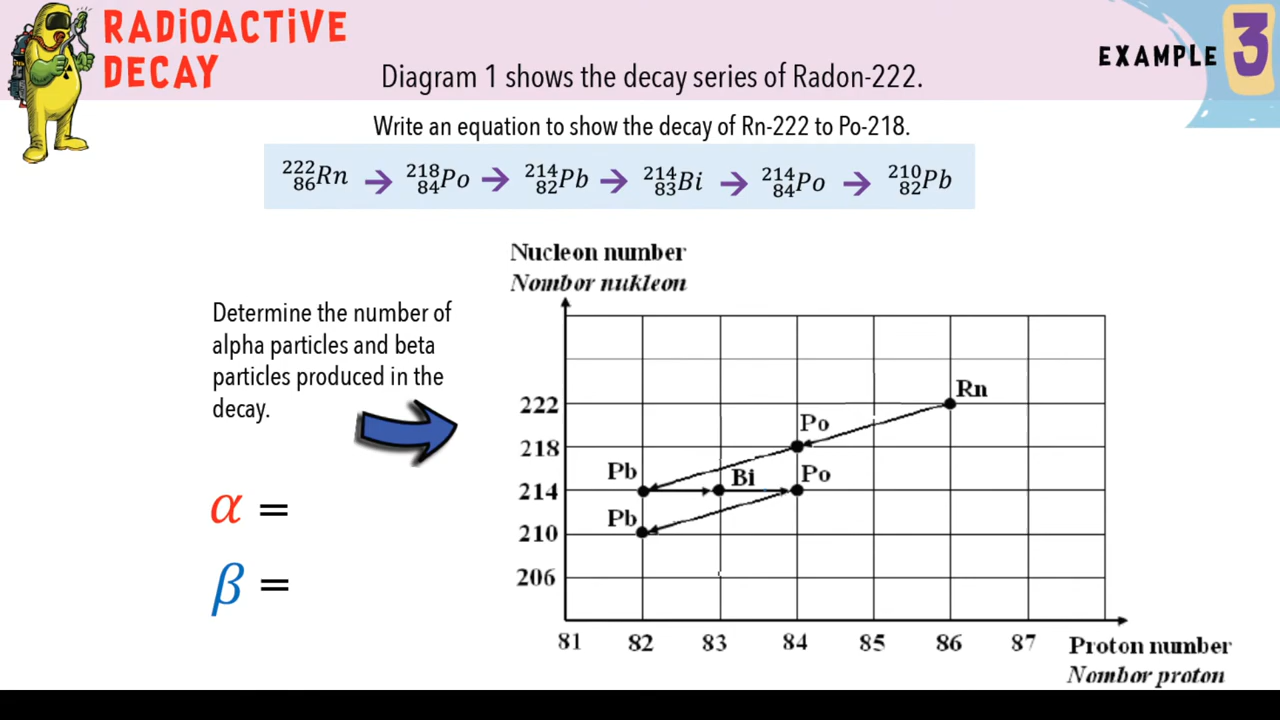 RADIOACTIVE
DECAY
EXAMPLE 3
Diagram 1 shows the decay series of Radon-222.
Write an equation to show the decay of Rn-222 to Po-218.
²²²₈₆Rn → ²¹⁸₈₄Po → ²¹⁴₈₂Pb → ²¹⁴₈₃Bi → ²¹⁴₈₄Po → ²¹⁰₈₂Pb
Determine the number of
alpha particles and beta
particles produced in the
decay.
α =
β =
Nucleon number
Nombor nukleon
Rn
222
Po
218
Pb
Bi
Po
214
Pb
210
206
81 82 83 84 85 86 87
Proton number
Nombor proton